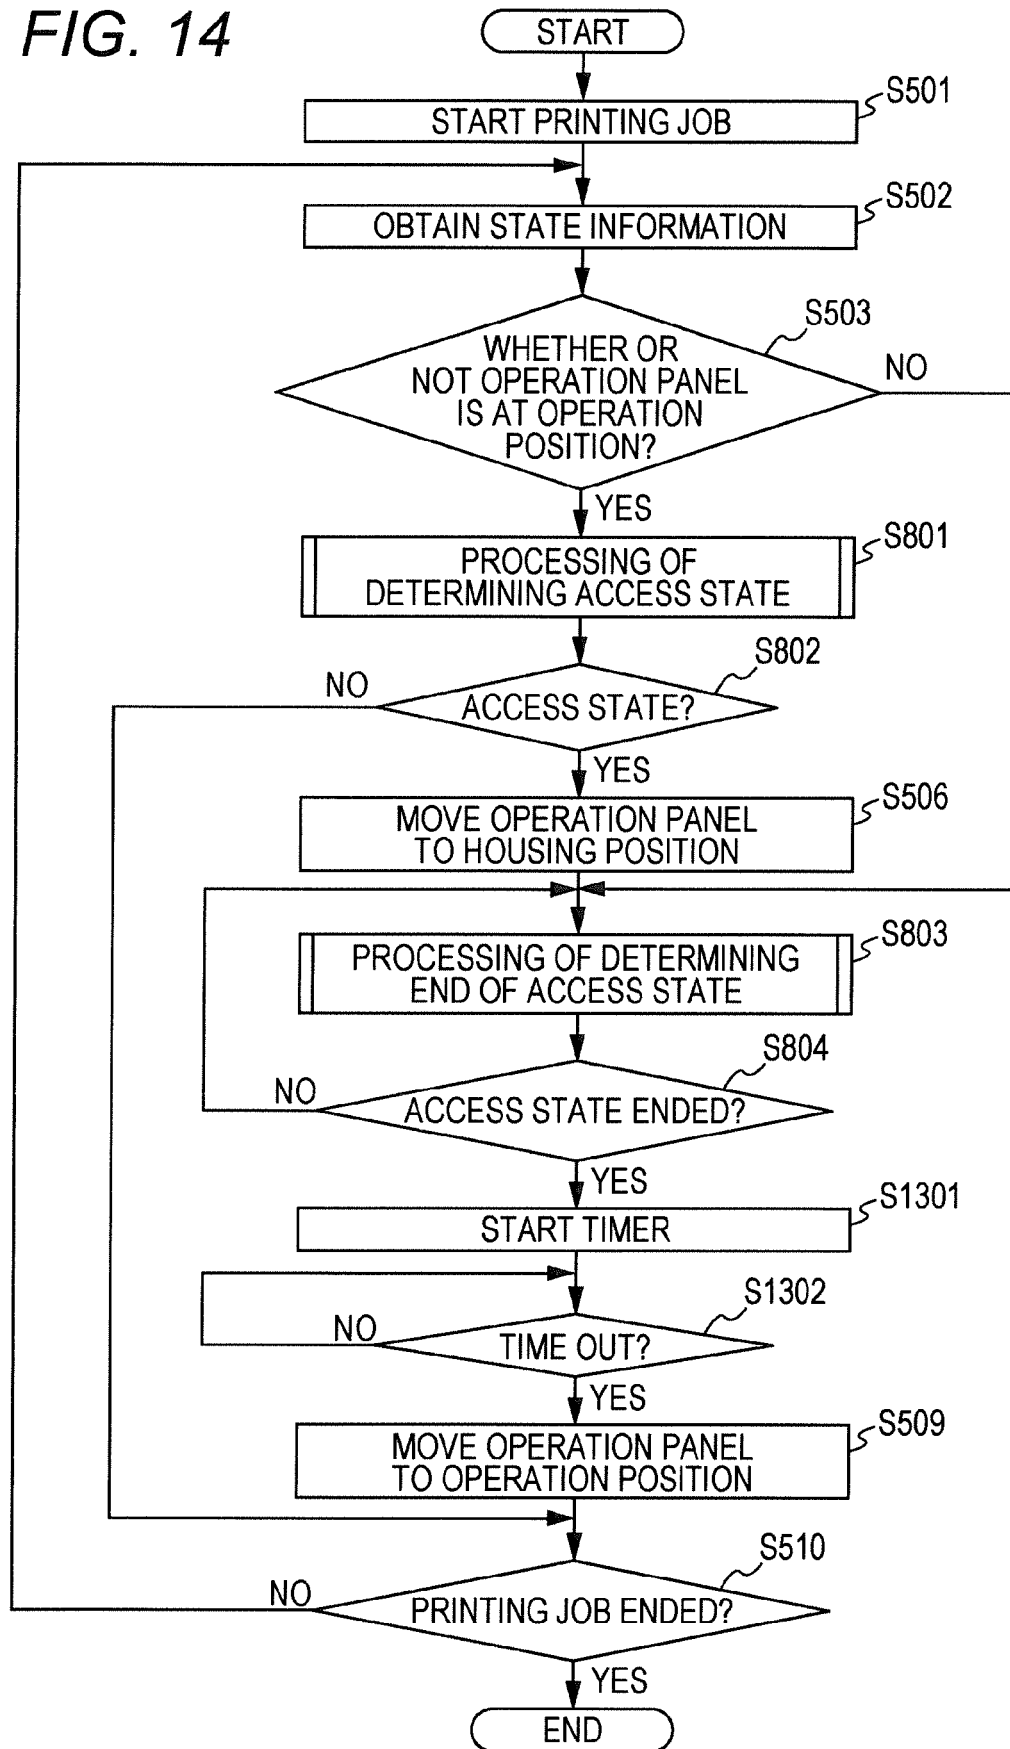 FIG. 14
START
S501
START PRINTING JOB
S502
OBTAIN STATE INFORMATION
S503
WHETHER OR
NOT OPERATION PANEL
IS AT OPERATION
POSITION?
NO
YES
S801
PROCESSING OF
DETERMINING ACCESS STATE
S802
NO
ACCESS STATE?
YES
S506
MOVE OPERATION PANEL
TO HOUSING POSITION
S803
PROCESSING OF DETERMINING
END OF ACCESS STATE
S804
NO
ACCESS STATE ENDED?
YES
S1301
START TIMER
S1302
NO
TIME OUT?
YES
S509
MOVE OPERATION PANEL
TO OPERATION POSITION
S510
NO
PRINTING JOB ENDED?
YES
END